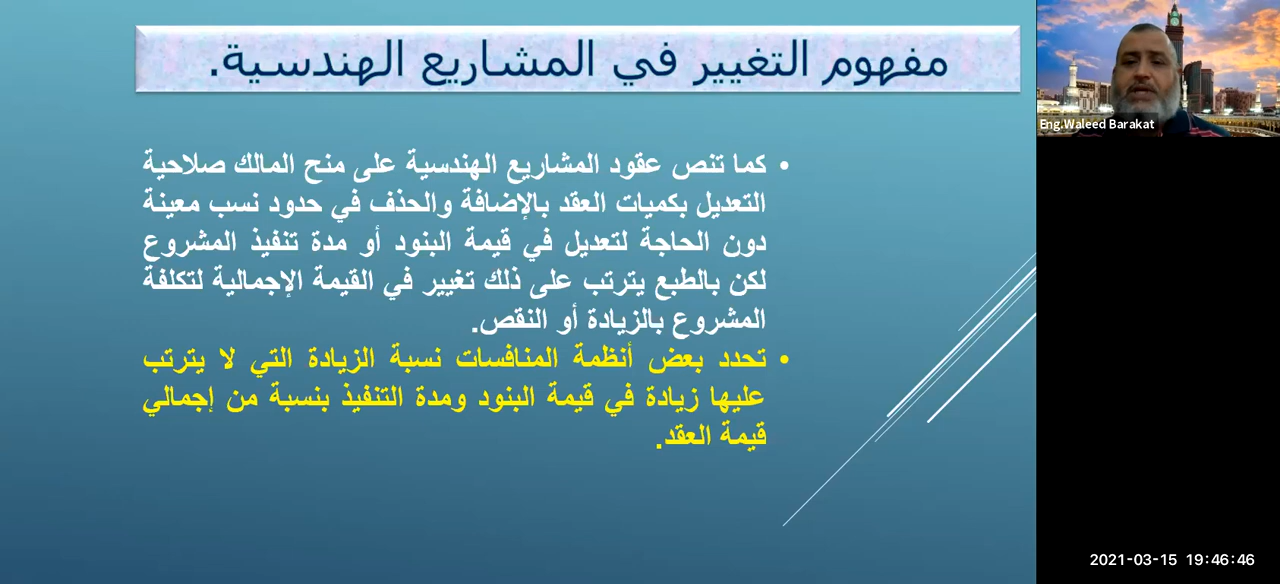 مفهوم التغيير في المشاريع الهندسية.
Eng.Waleed Barakat
• كما تنص عقود المشاريع الهندسية على منح المالك صلاحية
التعديل بكميات العقد بالإضافة والحذف في حدود نسب معينة
دون الحاجة لتعديل في قيمة البنود أو مدة تنفيذ المشروع
لكن بالطبع يترتب على ذلك تغيير في القيمة الإجمالية لتكلفة
المشروع بالزيادة أو النقص.
• تحدد بعض أنظمة المنافسات نسبة الزيادة التي لا يترتب
عليها زيادة في قيمة البنود ومدة التنفيذ بنسبة من إجمالي
قيمة العقد.
2021-03-15 19:46:46